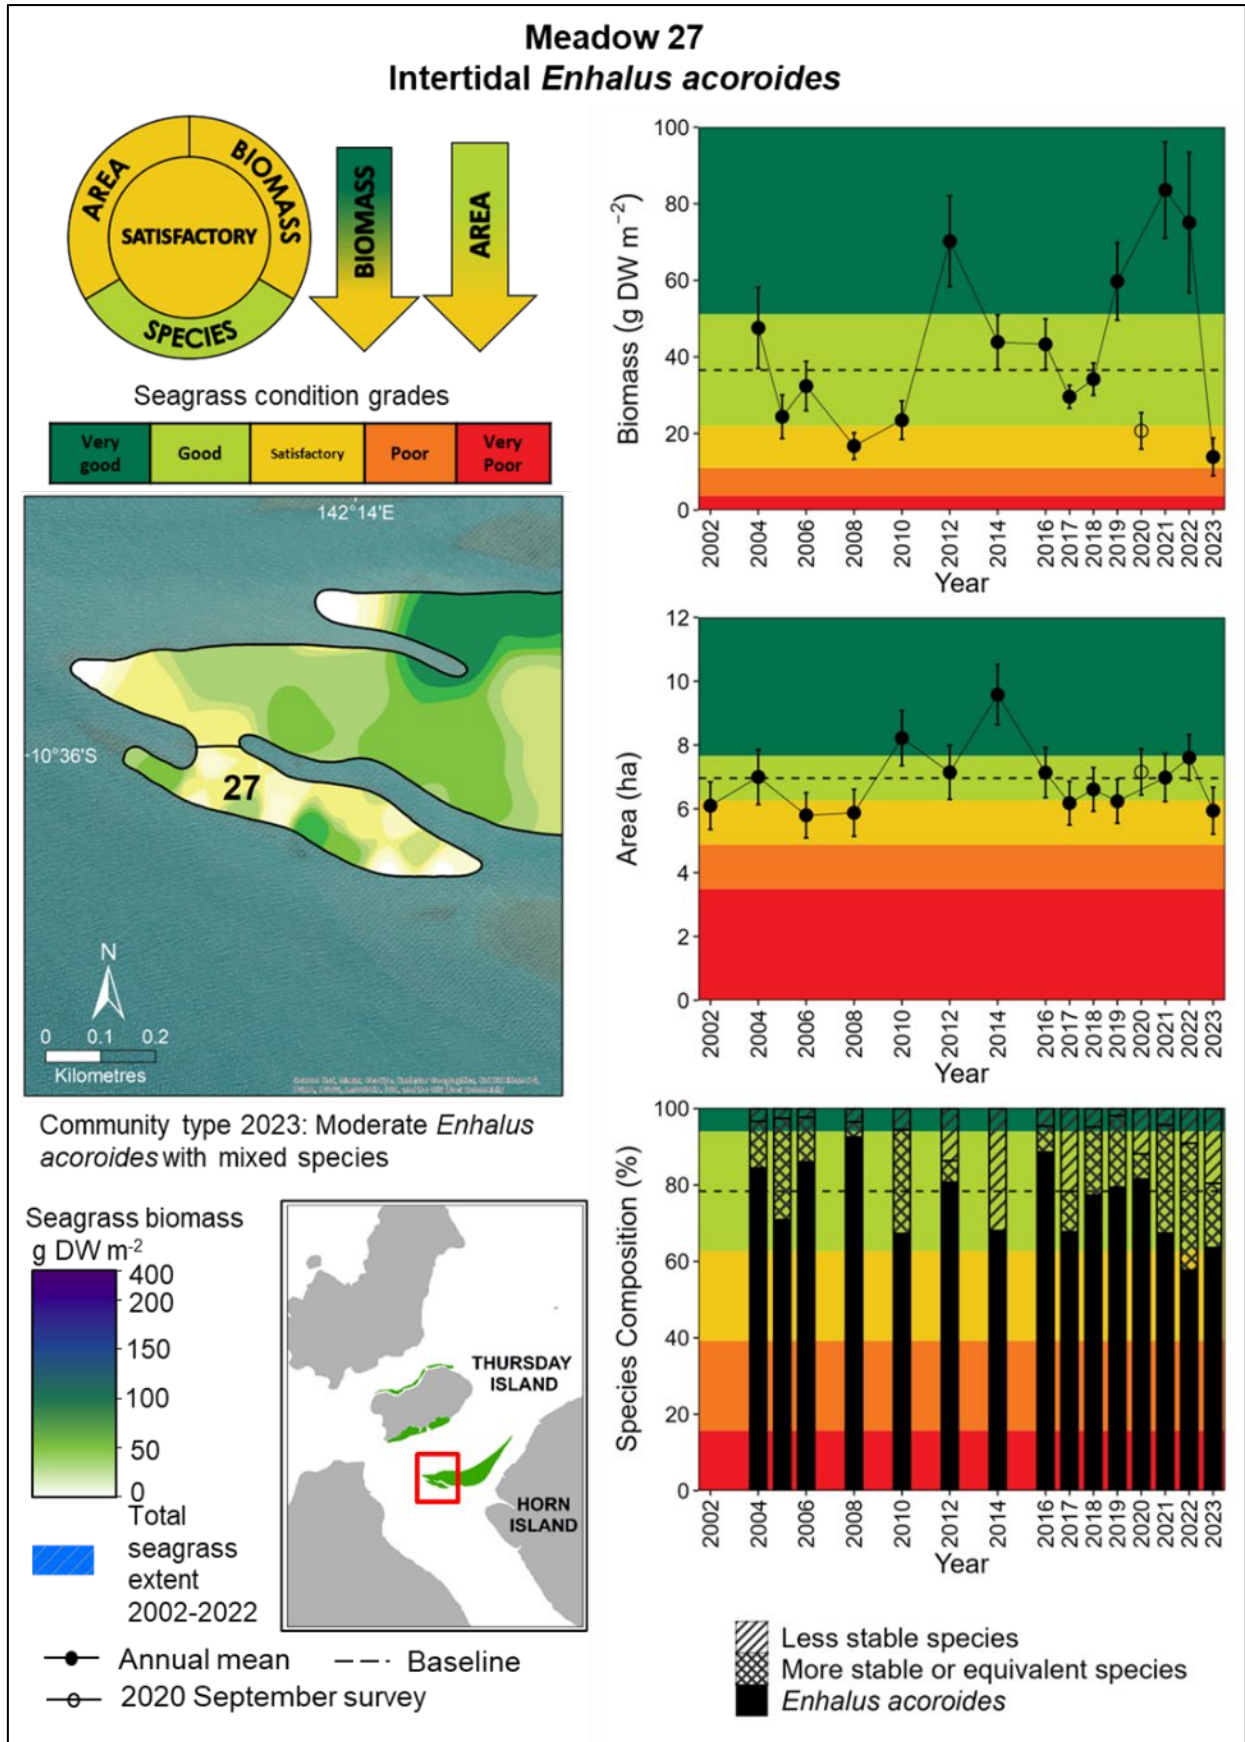 Meadow 27
Intertidal Enhalus acoroides
AREA
BIOMASS
SATISFACTORY
SPECIES
BIOMASS
AREA
Seagrass condition grades
Very good
Good
Satisfactory
Poor
Very Poor
142°14'E
10°36'S
27
N
0 0.1 0.2
Kilometres
Community type 2023: Moderate Enhalus
acoroides with mixed species
Seagrass biomass
g DW m-2
400
200
150
100
50
0
Total
seagrass
extent
2002-2022
THURSDAY
ISLAND
HORN
ISLAND
Annual mean
Baseline
2020 September survey
Biomass (g DW m−2)
100
80
60
40
20
0
2002 2004 2006 2008 2010 2012 2014 2016 2017 2018 2019 2020 2021 2022 2023
Year
Area (ha)
12
10
8
6
4
2
0
2002 2004 2006 2008 2010 2012 2014 2016 2017 2018 2019 2020 2021 2022 2023
Year
Species Composition (%)
100
80
60
40
20
0
2002 2004 2006 2008 2010 2012 2014 2016 2017 2018 2019 2020 2021 2022 2023
Year
Less stable species
More stable or equivalent species
Enhalus acoroides